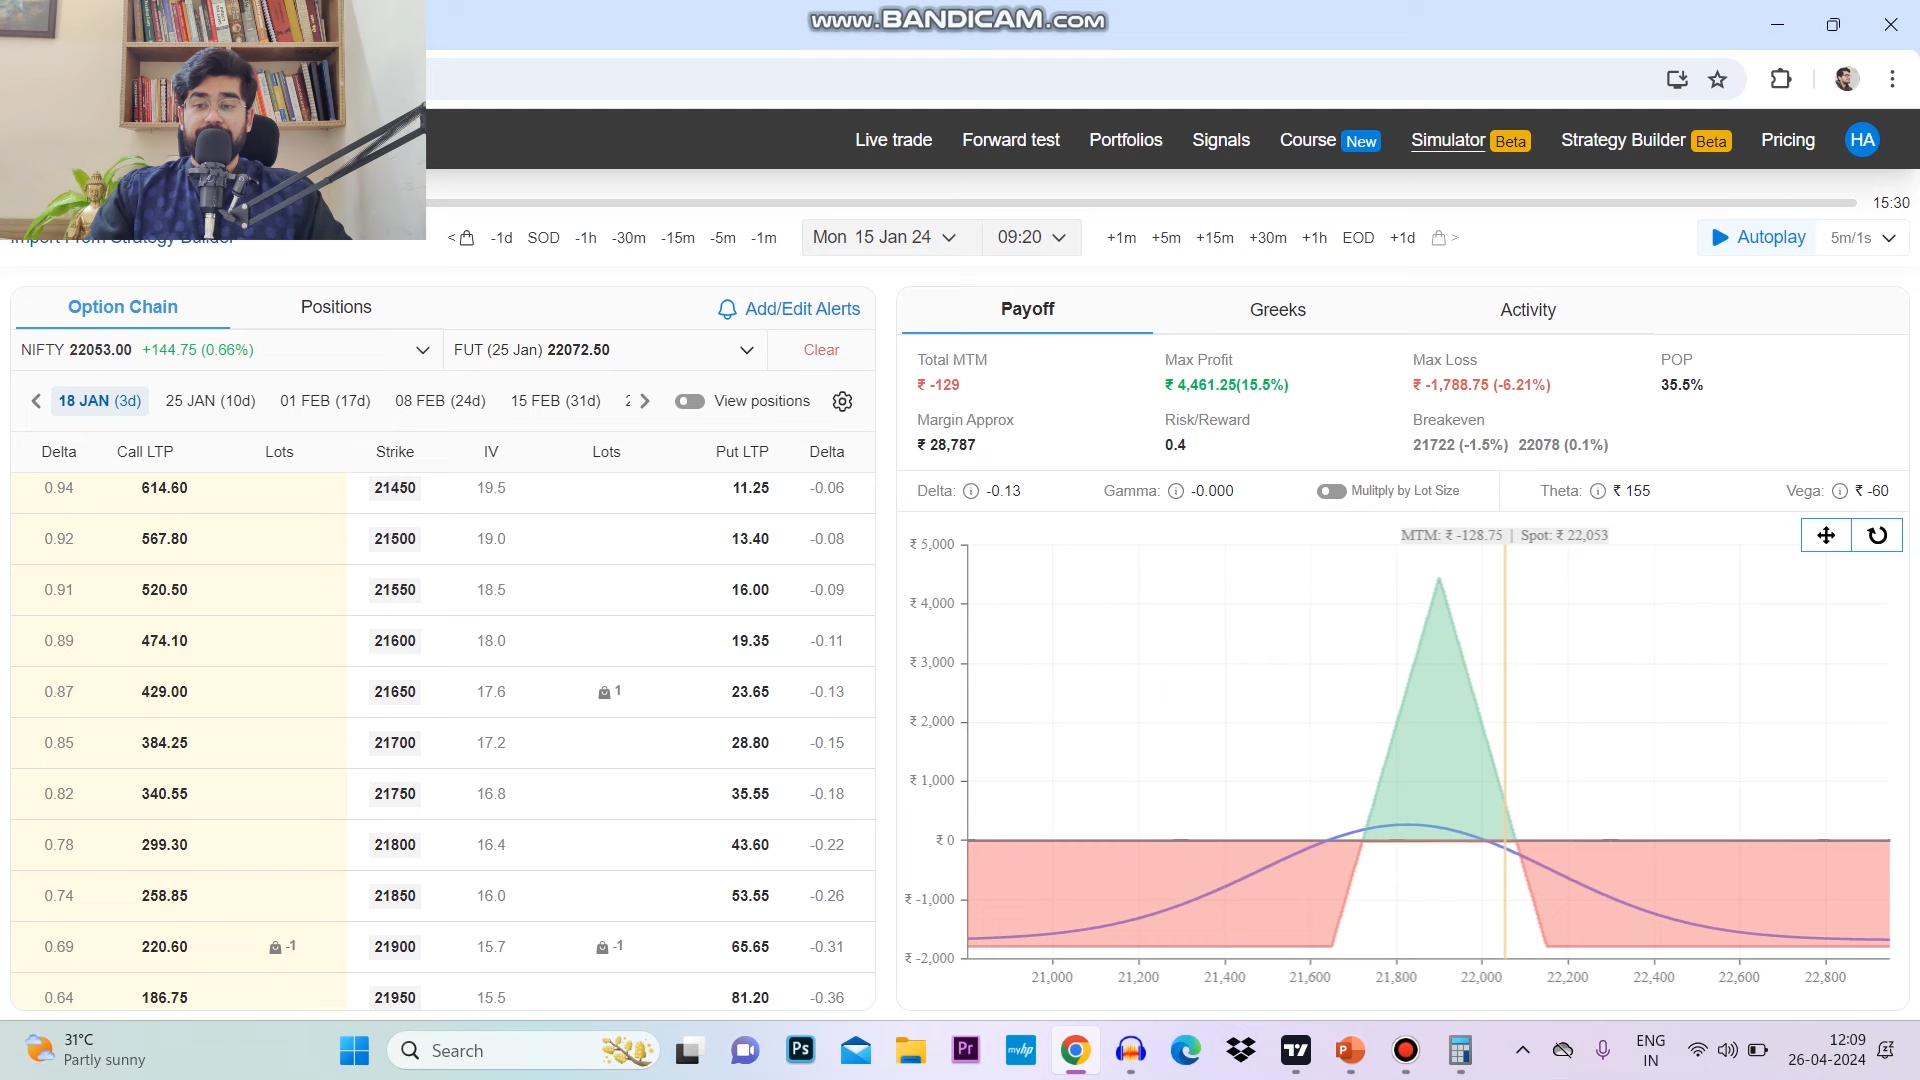 www.BANDICAM.com
Live trade Forward test Portfolios Signals Course New Simulator Beta Strategy Builder Beta Pricing HA
15:30
Import From Strategy Builder
< -1d SOD -1h -30m -15m -5m -1m Mon 15 Jan 24 09:20 +1m +5m +15m +30m +1h EOD +1d > Autoplay 5m/1s
Option Chain Positions Add/Edit Alerts
NIFTY 22053.00 +144.75 (0.66%) FUT (25 Jan) 22072.50 Clear
18 JAN (3d) 25 JAN (10d) 01 FEB (17d) 08 FEB (24d) 15 FEB (31d) 2 View positions
Delta Call LTP Lots Strike IV Lots Put LTP Delta
0.94 614.60 21450 19.5 11.25 -0.06
0.92 567.80 21500 19.0 13.40 -0.08
0.91 520.50 21550 18.5 16.00 -0.09
0.89 474.10 21600 18.0 19.35 -0.11
0.87 429.00 21650 17.6 1 23.65 -0.13
0.85 384.25 21700 17.2 28.80 -0.15
0.82 340.55 21750 16.8 35.55 -0.18
0.78 299.30 21800 16.4 43.60 -0.22
0.74 258.85 21850 16.0 53.55 -0.26
0.69 220.60 -1 21900 15.7 -1 65.65 -0.31
0.64 186.75 21950 15.5 81.20 -0.36
Payoff Greeks Activity
Total MTM Max Profit Max Loss POP
₹ -129 ₹ 4,461.25(15.5%) ₹ -1,788.75 (-6.21%) 35.5%
Margin Approx Risk/Reward Breakeven
₹ 28,787 0.4 21722 (-1.5%) 22078 (0.1%)
Delta: -0.13 Gamma: -0.000 Mulitply by Lot Size Theta: ₹ 155 Vega: ₹ -60
MTM: ₹ -128.75 | Spot: ₹ 22,053
₹ 5,000
₹ 4,000
₹ 3,000
₹ 2,000
₹ 1,000
₹ 0
₹ -1,000
₹ -2,000
21,000 21,200 21,400 21,600 21,800 22,000 22,200 22,400 22,600 22,800
31°C
Partly sunny
Search
Ps
Pr
myhp
ENG
IN
12:09
26-04-2024